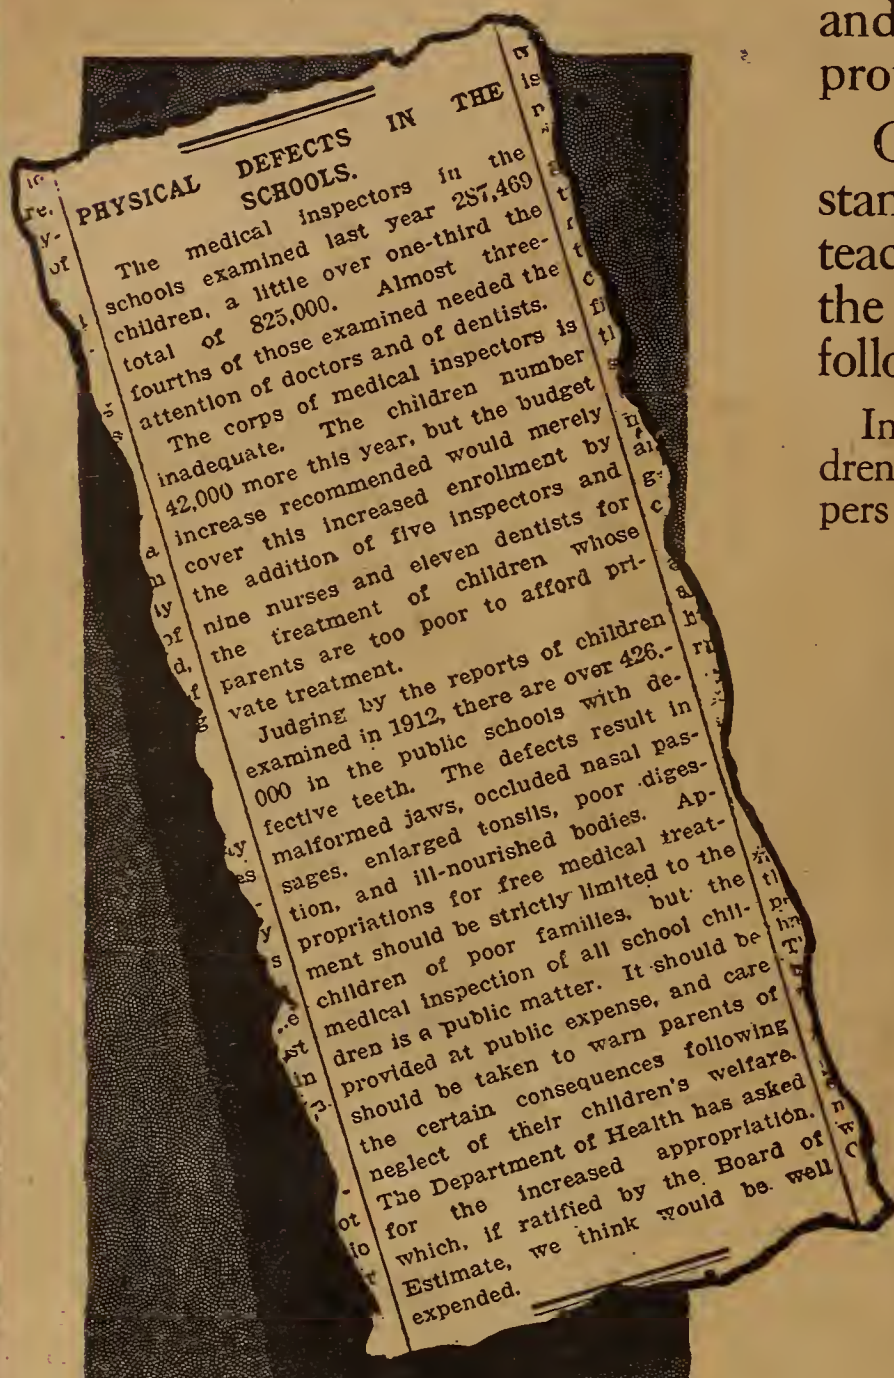 PHYSICAL DEFECTS IN THE
SCHOOLS.
The medical inspectors in the
schools examined last year 287,469
children, a little over one-third the
total of 825,000. Almost three-
fourths of those examined needed the
attention of doctors and of dentists.
The corps of medical inspectors is
inadequate. The children number
42,000 more this year, but the budget
increase recommended would merely
cover this increased enrollment by
the addition of five inspectors and
nine nurses and eleven dentists for
the treatment of children whose
parents are too poor to afford pri-
vate treatment.
Judging by the reports of children
examined in 1912, there are over 426,-
000 in the public schools with de-
fective teeth. The defects result in
malformed jaws, occluded nasal pas-
sages, enlarged tonsils, poor diges-
tion, and ill-nourished bodies. Ap-
propriations for free medical treat-
ment should be strictly limited to the
children of poor families, but the
medical inspection of all school chil-
dren is a public matter. It should be
provided at public expense, and care
should be taken to warn parents of
the certain consequences following
neglect of their children's welfare.
The Department of Health has asked
for the increased appropriation.
which, if ratified by the Board of
Estimate, we think would be well
expended.
and
pro
stan
teac
the
follo
In
dren
pers